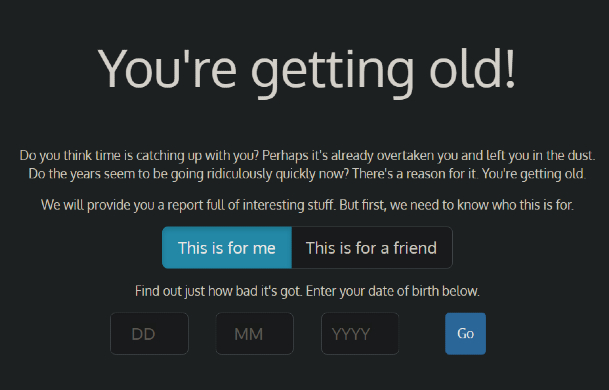 You're getting old!
Do you think time is catching up with you? Perhaps it's already overtaken you and left you in the dust.
Do the years seem to be going ridiculously quickly now? There's a reason for it. You're getting old.
We will provide you a report full of interesting stuff. But first, we need to know who this is for.
This is for me This is for a friend
Find out just how bad it's got. Enter your date of birth below.
DD MM YYYY Go